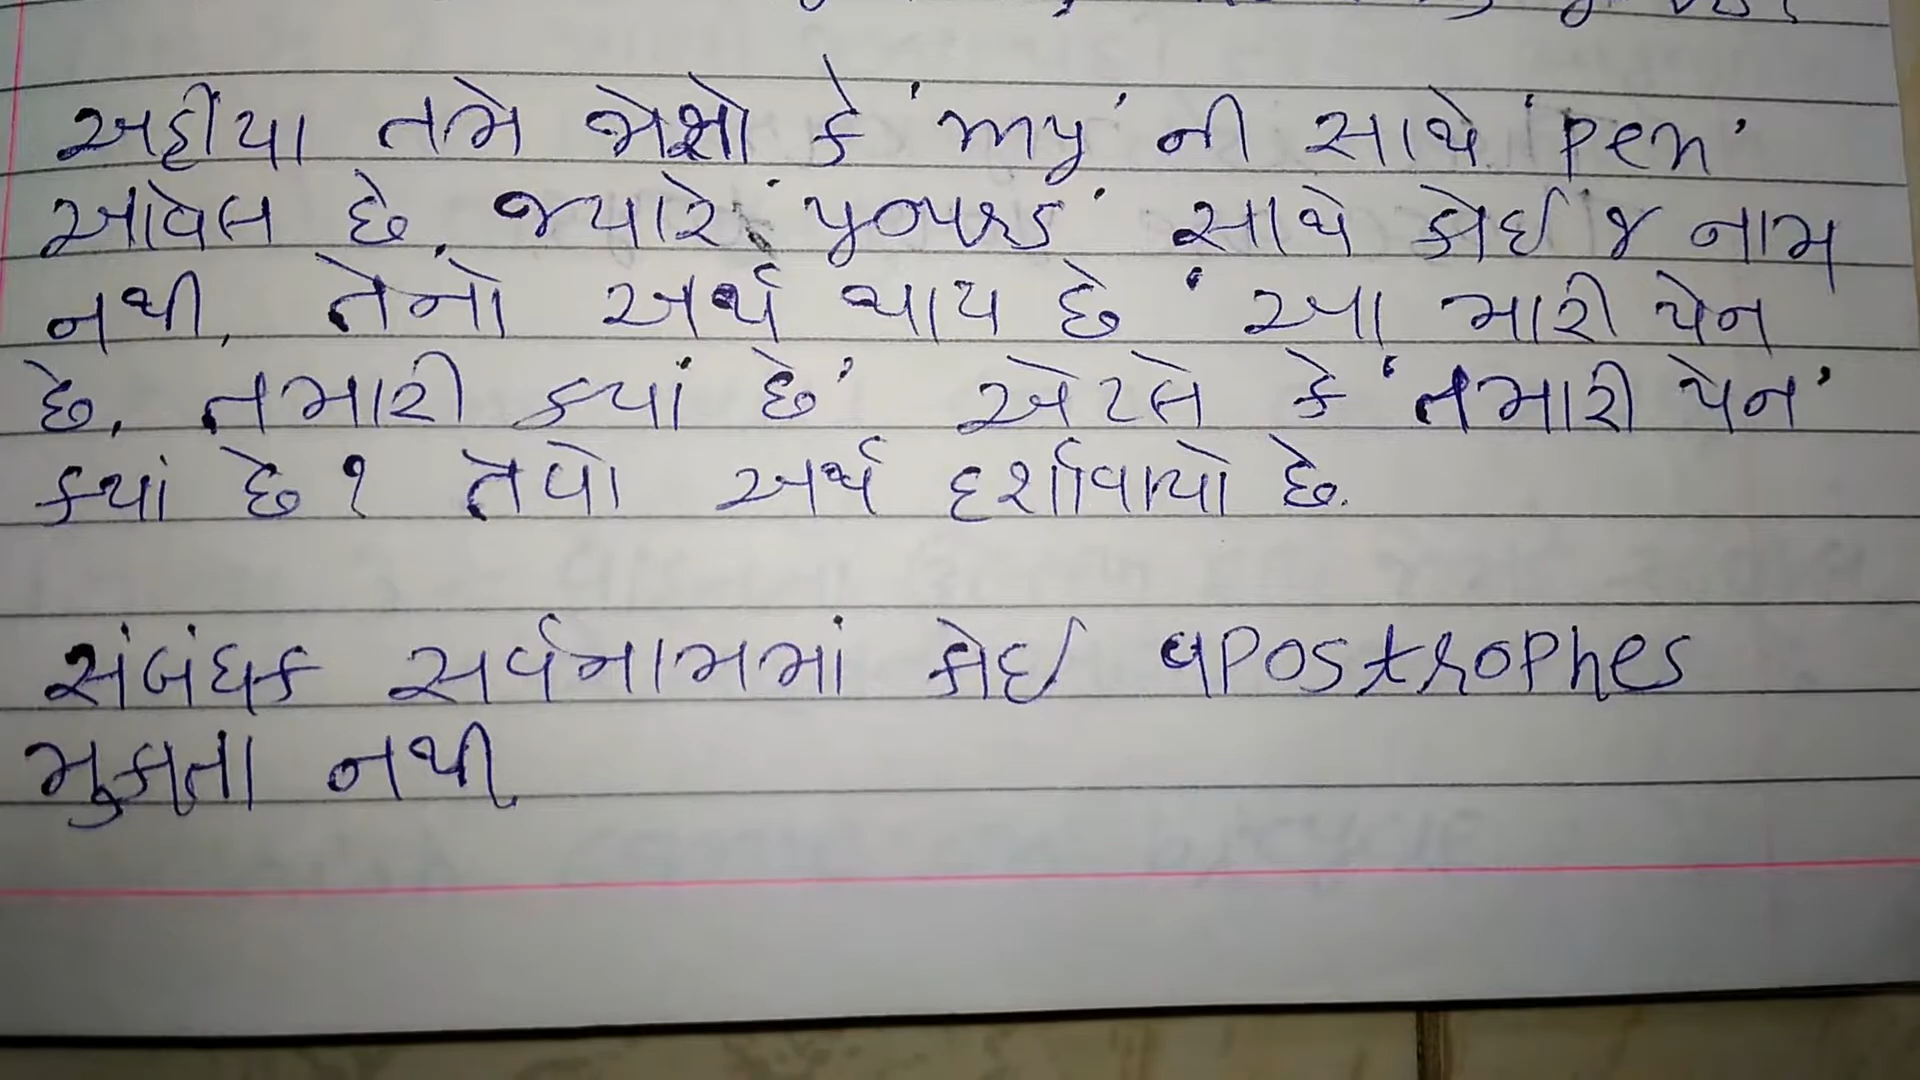 અહીંયા તમે જોશો કે 'my' ની સાથે 'pen'
આવેલ છે. જ્યારે 'yours' સાથે કોઈ જ નામ
નથી. તેનો અર્થ થાય છે 'આ મારી પેન
છે. તમારી ક્યાં છે' એટલે કે 'તમારી પેન'
ક્યાં છે? તેવો અર્થ દર્શાવાયો છે.
સંબંધક સર્વનામમાં કોઈ apostrophes
મુકાતા નથી.